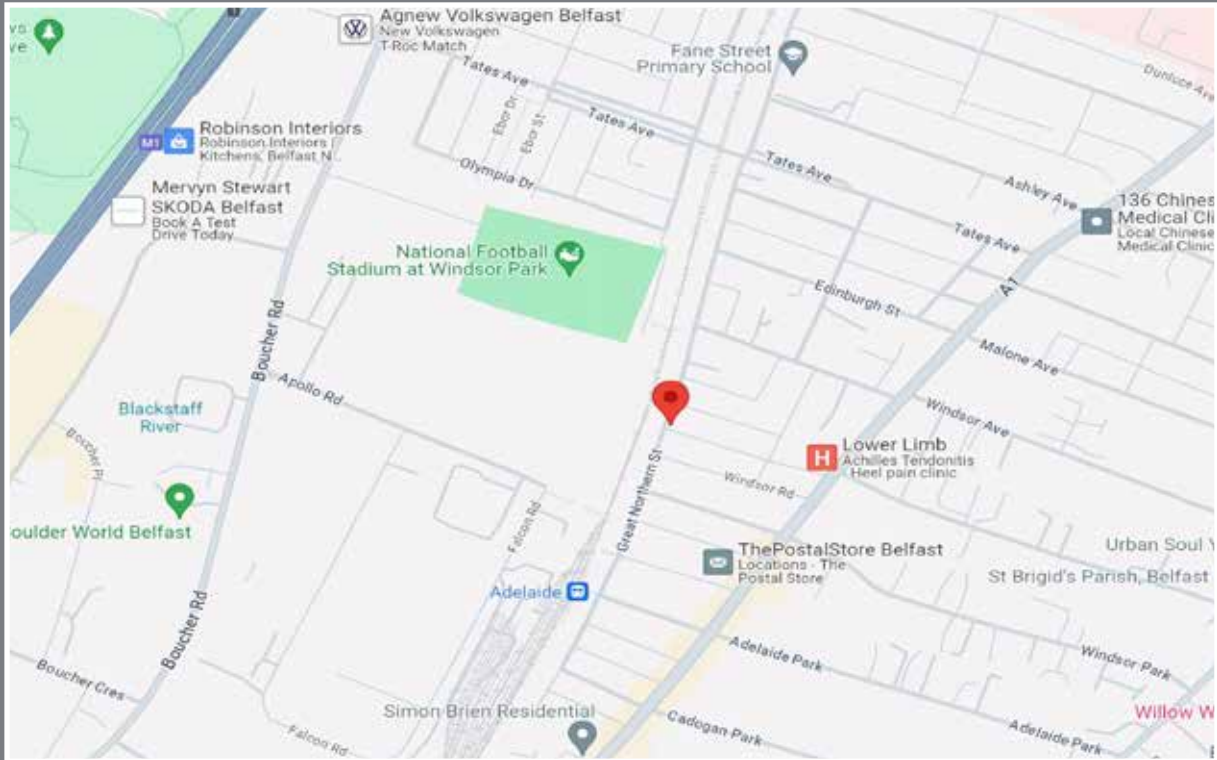 Agnew Volkswagen Belfast
New Volkswagen
T-Roc Match
Fane Street
Primary School
Dunluce Ave
Tates Ave
Ebor Dr
Ebor St
Tates Ave
M1
Robinson Interiors
Robinson Interiors |
Kitchens, Belfast N...
Tates Ave
Olympia Dr
Ashley Ave
Mervyn Stewart
SKODA Belfast
Book A Test
Drive Today
136 Chines
Medical Cli
Local Chinese
Medical Clinic
Tates Ave
National Football
Stadium at Windsor Park
A1
Edinburgh St
Boucher Rd
Malone Ave
Apollo Rd
Blackstaff
River
Windsor Ave
Boucher Pl
H
Lower Limb
Achilles Tendonitis
- Heel pain clinic
Windsor Rd
Great Northern St
oulder World Belfast
Falcon Rd
ThePostalStore Belfast
Locations - The
Postal Store
Urban Soul Y
St Brigid's Parish, Belfast
Adelaide
Boucher Rd
Adelaide Park
Windsor Park
Boucher Cres
Simon Brien Residential
Cadogan Park
Willow W
Falcon Rd
Adelaide Park